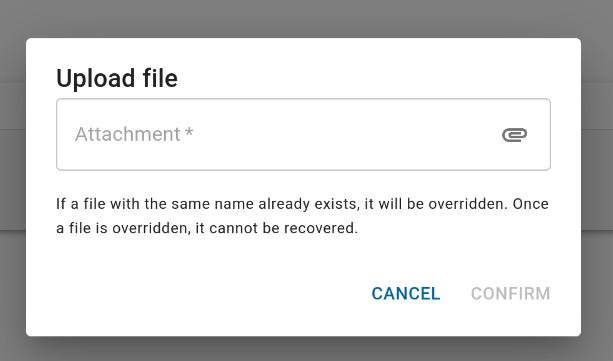 Upload file
Attachment *
If a file with the same name already exists, it will be overridden. Once
a file is overridden, it cannot be recovered.
CANCEL CONFIRM